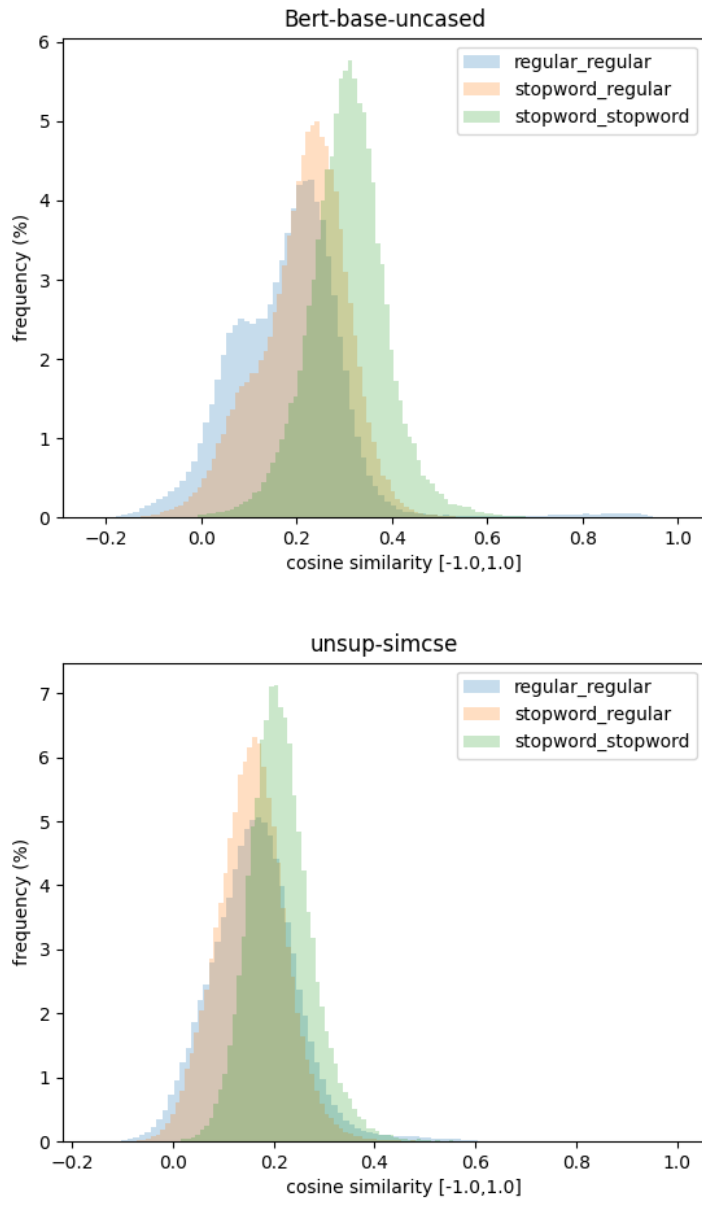 Bert-base-uncased
6
5
4
3
2
1
0
frequency (%)
regular_regular
stopword_regular
stopword_stopword
−0.2 0.0 0.2 0.4 0.6 0.8 1.0
cosine similarity [-1.0,1.0]
unsup-simcse
7
6
5
4
3
2
1
0
frequency (%)
regular_regular
stopword_regular
stopword_stopword
−0.2 0.0 0.2 0.4 0.6 0.8 1.0
cosine similarity [-1.0,1.0]